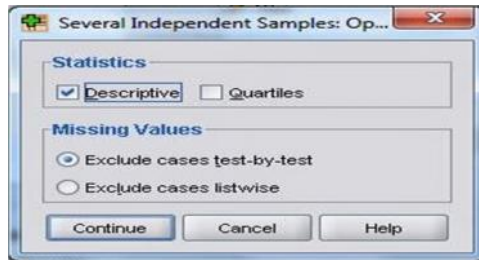 Several Independent Samples: Op...
Statistics
Descriptive Quartiles
Missing Values
Exclude cases test-by-test
Exclude cases listwise
Continue Cancel Help